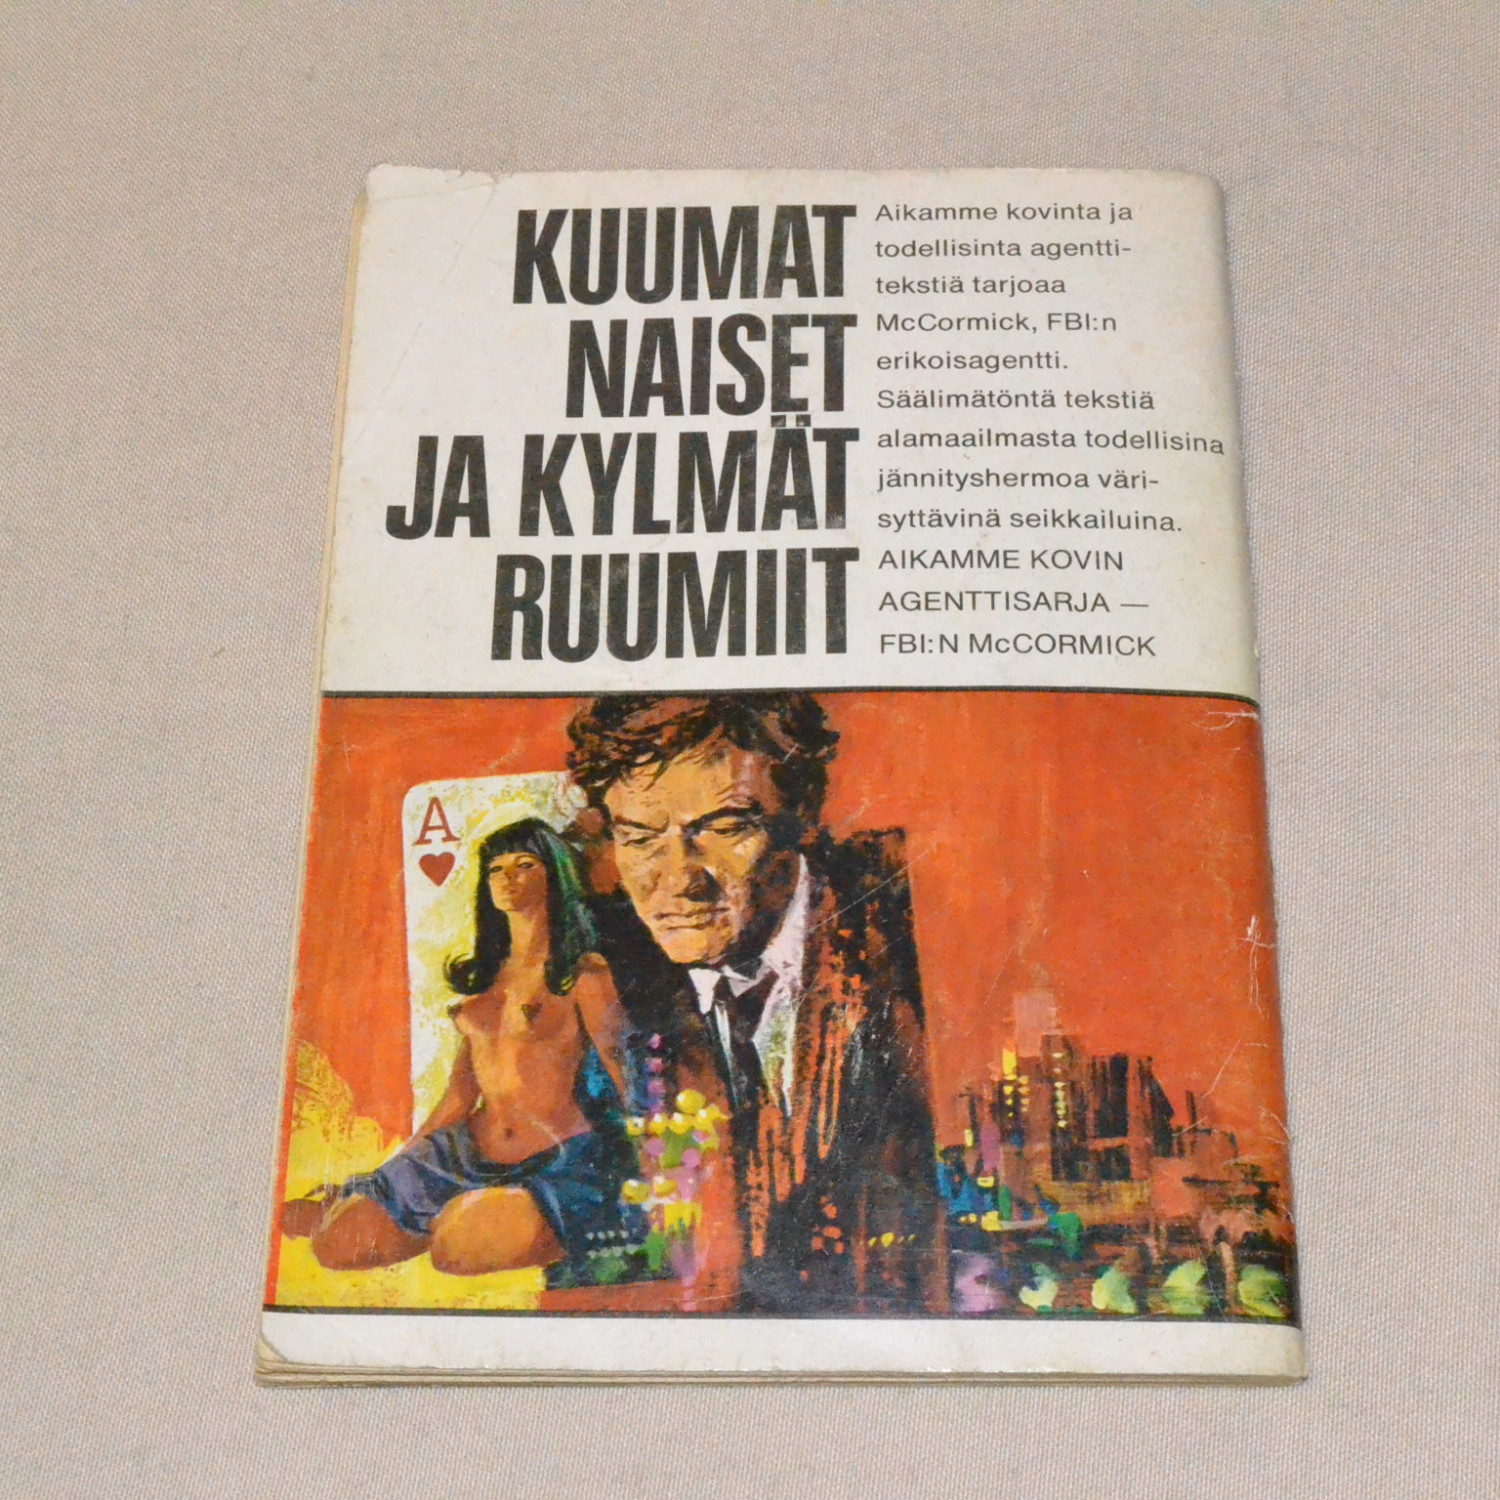 KUUMAT
NAISET
JA KYLMÄT
RUUMIIT
Aikamme kovinta ja
todellisinta agentti-
tekstiä tarjoaa
McCormick, FBI:n
erikoisagentti.
Säälimätöntä tekstiä
alamaailmasta todellisina
jännityshermoa väri-
syttävinä seikkailuina.
AIKAMME KOVIN
AGENTTISARJA —
FBI:N McCORMICK
A